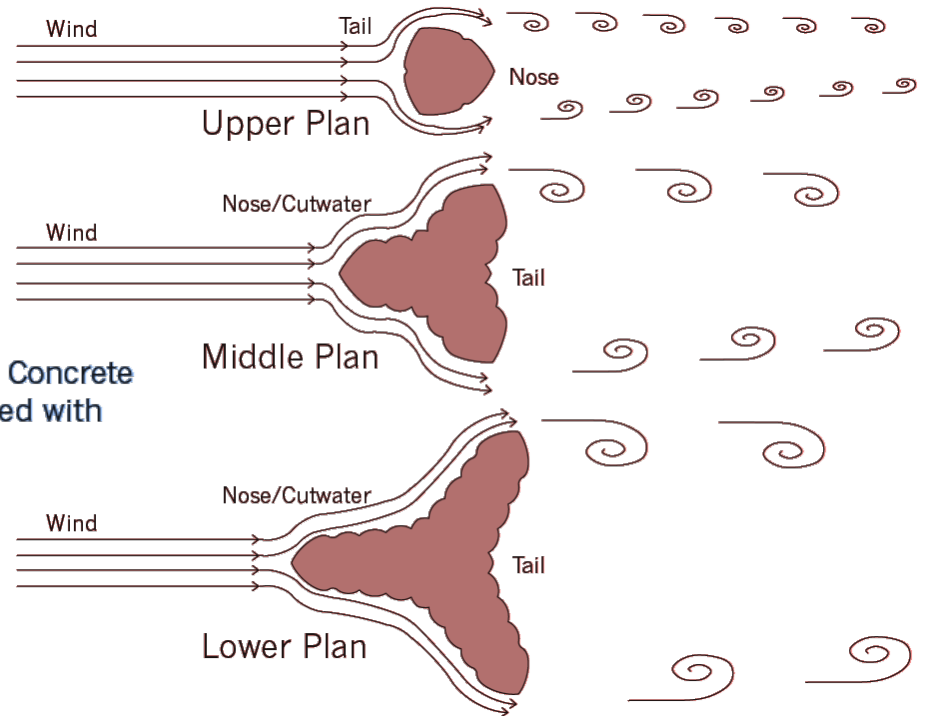 Wind
Tail
Nose
Upper Plan
Nose/Cutwater
Wind
Tail
Middle Plan
Concrete
ed with
Nose/Cutwater
Wind
Tail
Lower Plan